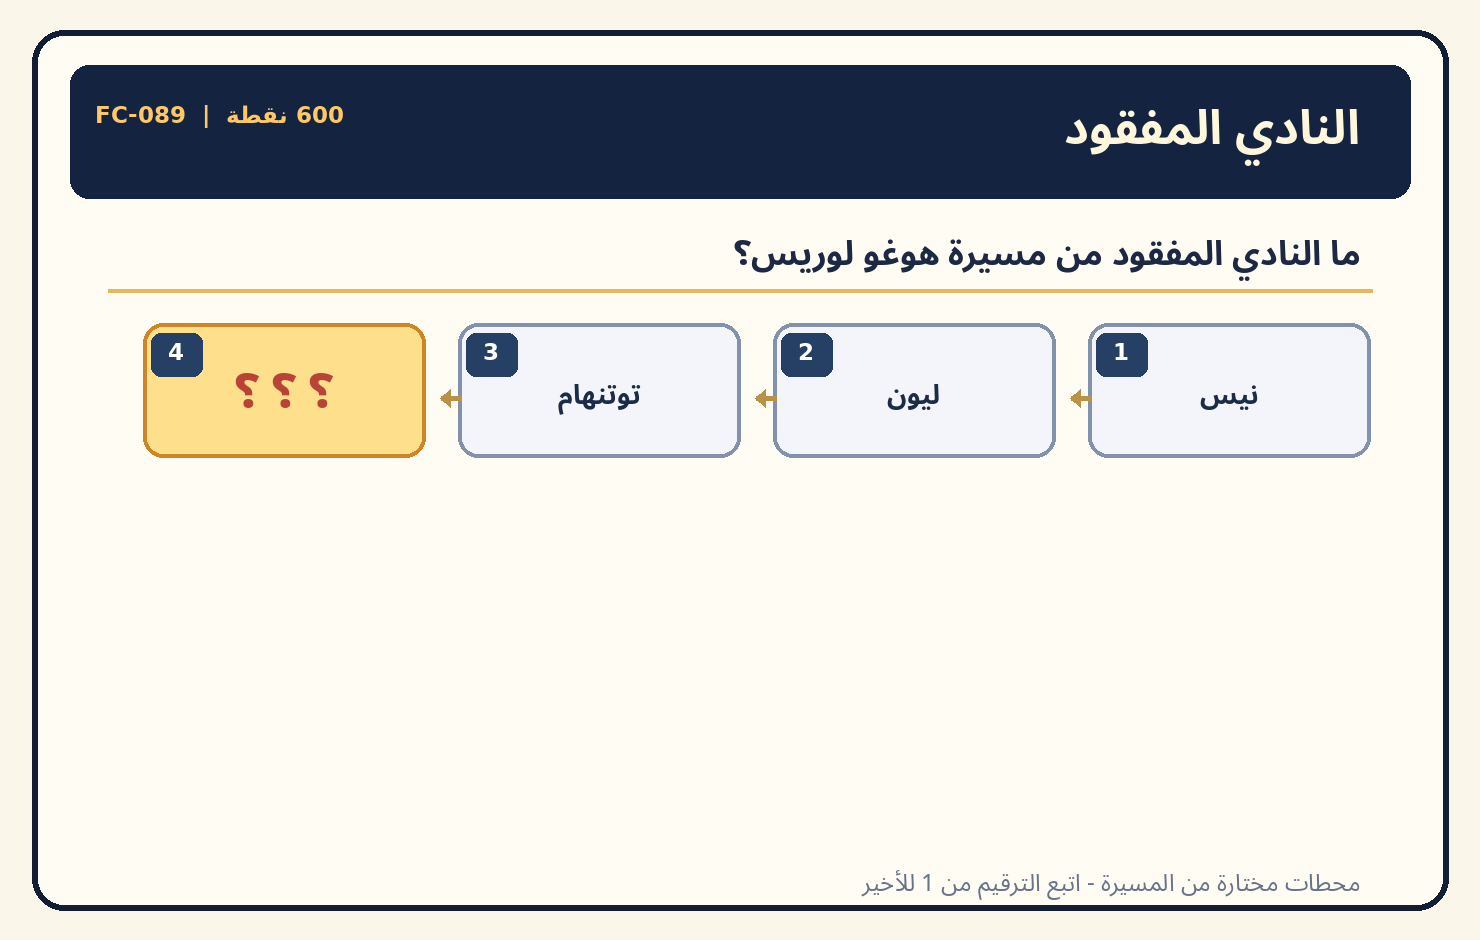 النادي المفقود
600 نقطة | FC-089
ما النادي المفقود من مسيرة هوغو لوريس؟
1
نيس
2
ليون
3
توتنهام
4
؟؟؟
محطات مختارة من المسيرة - اتبع الترقيم من 1 للأخير